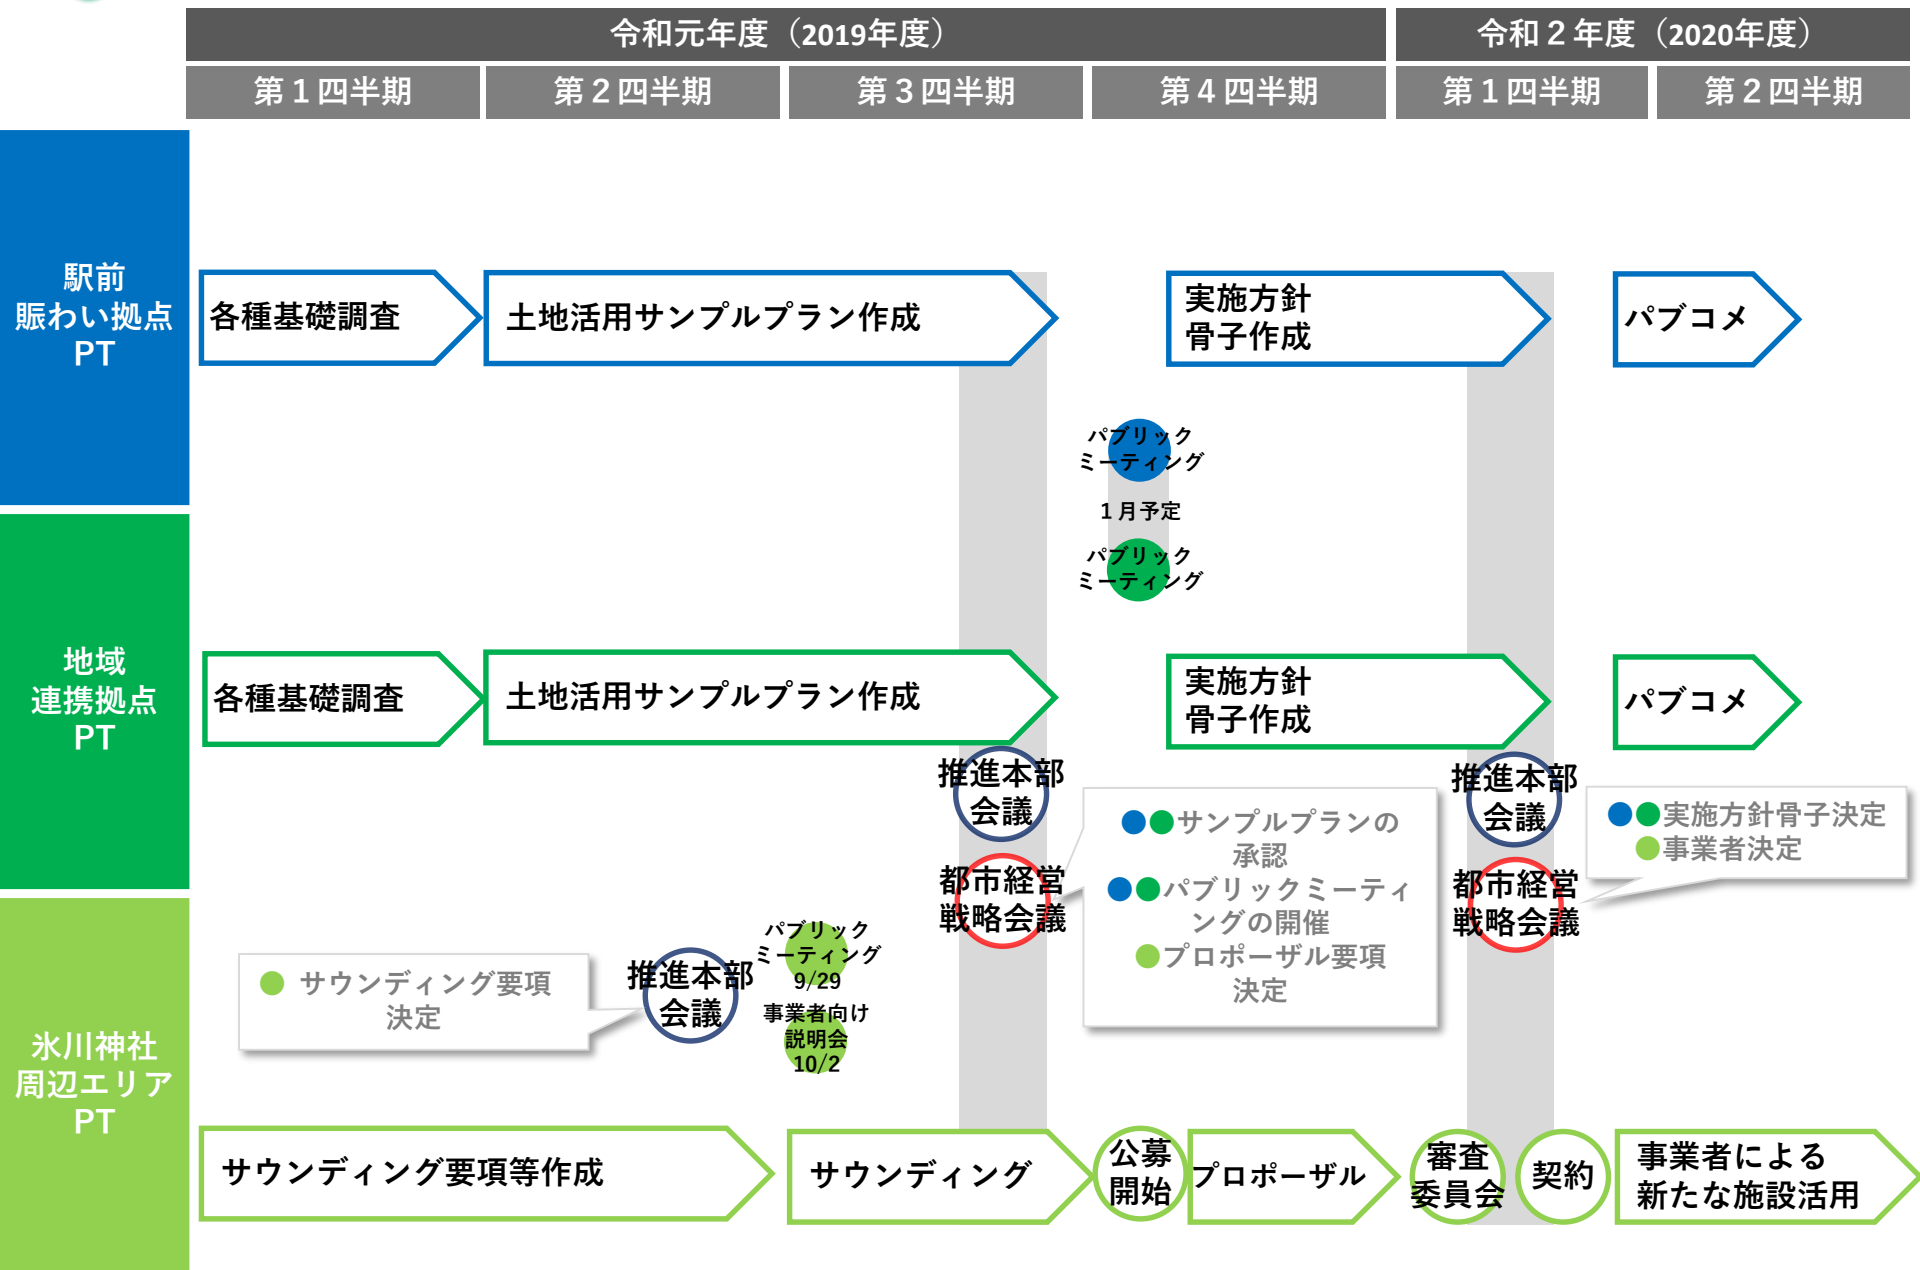 令和元年度（2019年度）
令和２年度（2020年度）
第１四半期
第２四半期
第３四半期
第４四半期
第１四半期
第２四半期
駅前
賑わい拠点
PT
各種基礎調査
土地活用サンプルプラン作成
実施方針
骨子作成
パブコメ
パブリック
ミーティング
１月予定
パブリック
ミーティング
地域
連携拠点
PT
各種基礎調査
土地活用サンプルプラン作成
実施方針
骨子作成
パブコメ
推進本部
会議
都市経営
戦略会議
サンプルプランの
承認
パブリックミーティ
ングの開催
プロポーザル要項
決定
推進本部
会議
都市経営
戦略会議
実施方針骨子決定
事業者決定
氷川神社
周辺エリア
PT
サウンディング要項
決定
推進本部
会議
パブリック
ミーティング
9/29
事業者向け
説明会
10/2
サウンディング要項等作成
サウンディング
公募
開始
プロポーザル
審査
委員会
契約
事業者による
新たな施設活用